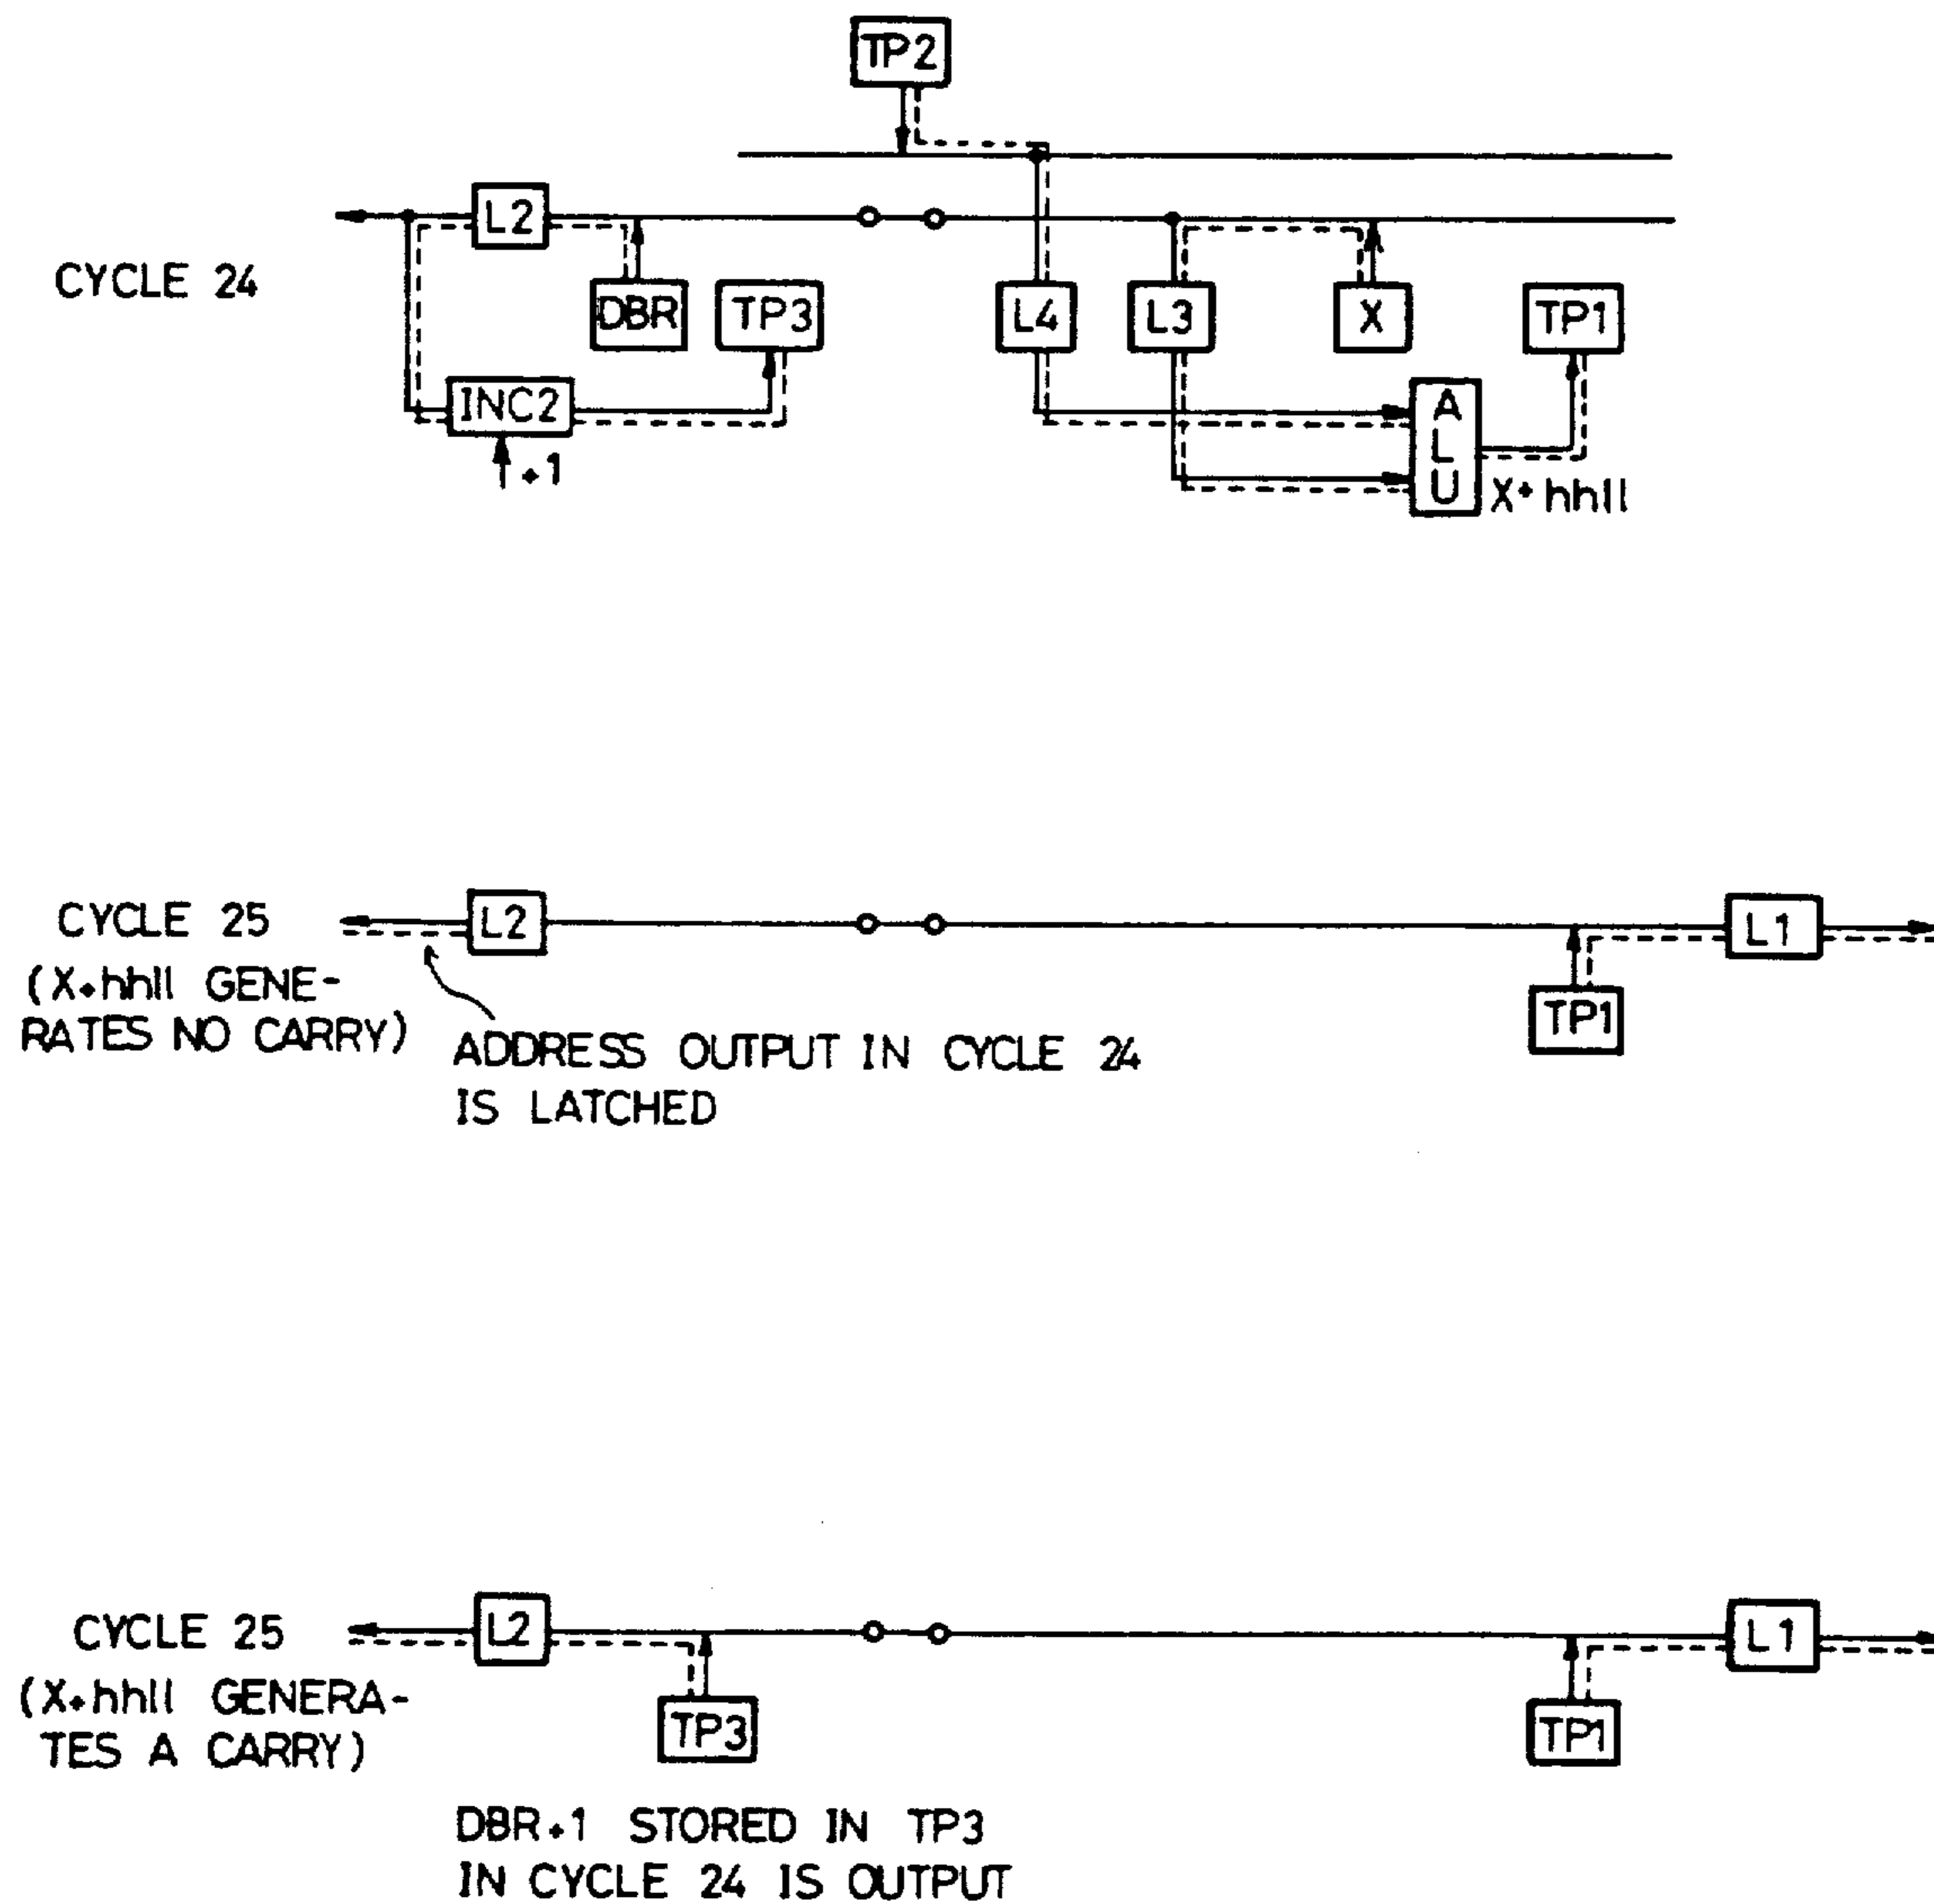 TP2
L2
CYCLE 24
DBR
TP3
L4
L3
X
TP1
INC2
+1
ALU
X+hhll
CYCLE 25
(X+hhll GENE-
RATES NO CARRY)
L2
L1
TP1
ADDRESS OUTPUT IN CYCLE 24
IS LATCHED
CYCLE 25
(X+hhll GENERA-
TES A CARRY)
L2
L1
TP3
TP1
DBR+1 STORED IN TP3
IN CYCLE 24 IS OUTPUT